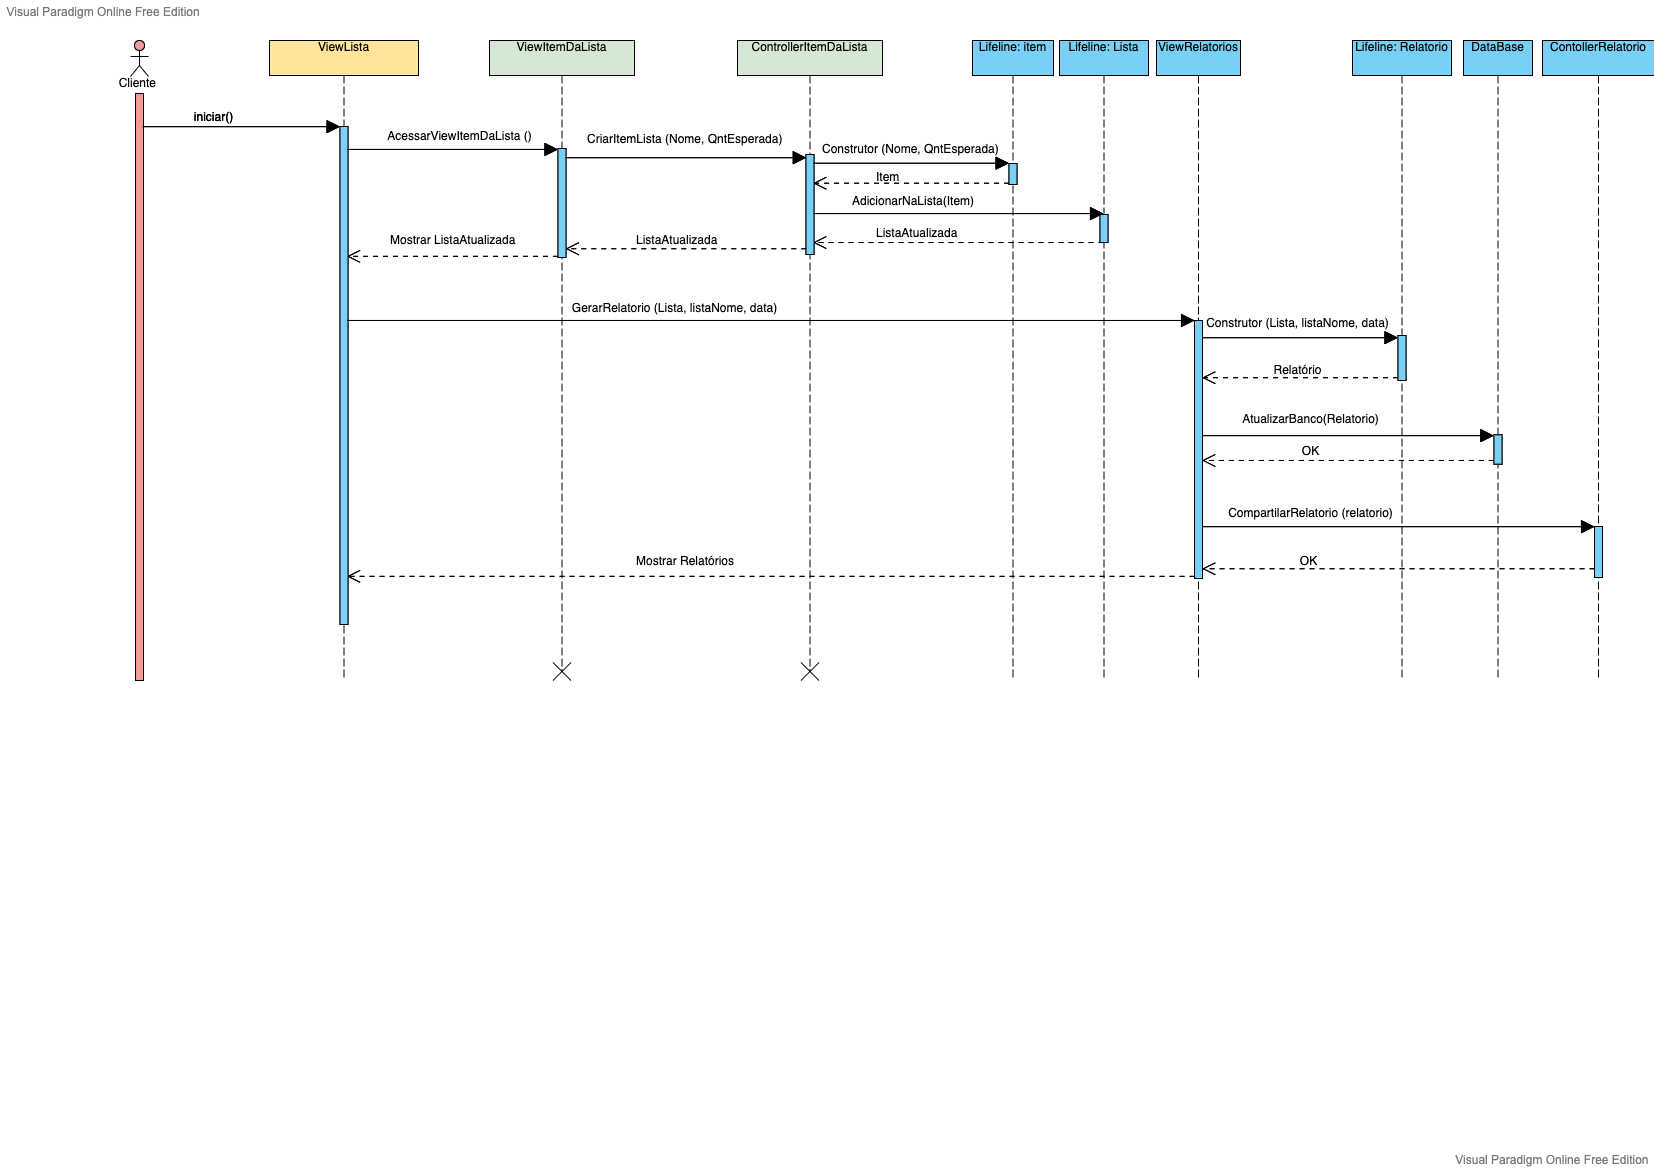 Visual Paradigm Online Free Edition
Cliente
ViewLista
ViewItemDaLista
ControllerItemDaLista
Lifeline: item
Lifeline: Lista
ViewRelatorios
Lifeline: Relatorio
DataBase
ContollerRelatorio
iniciar()
AcessarViewItemDaLista ()
CriarItemLista (Nome, QntEsperada)
Construtor (Nome, QntEsperada)
Item
AdicionarNaLista(Item)
ListaAtualizada
ListaAtualizada
Mostrar ListaAtualizada
GerarRelatorio (Lista, listaNome, data)
Construtor (Lista, listaNome, data)
Relatório
AtualizarBanco(Relatorio)
OK
CompartilarRelatorio (relatorio)
OK
Mostrar Relatórios
Visual Paradigm Online Free Edition